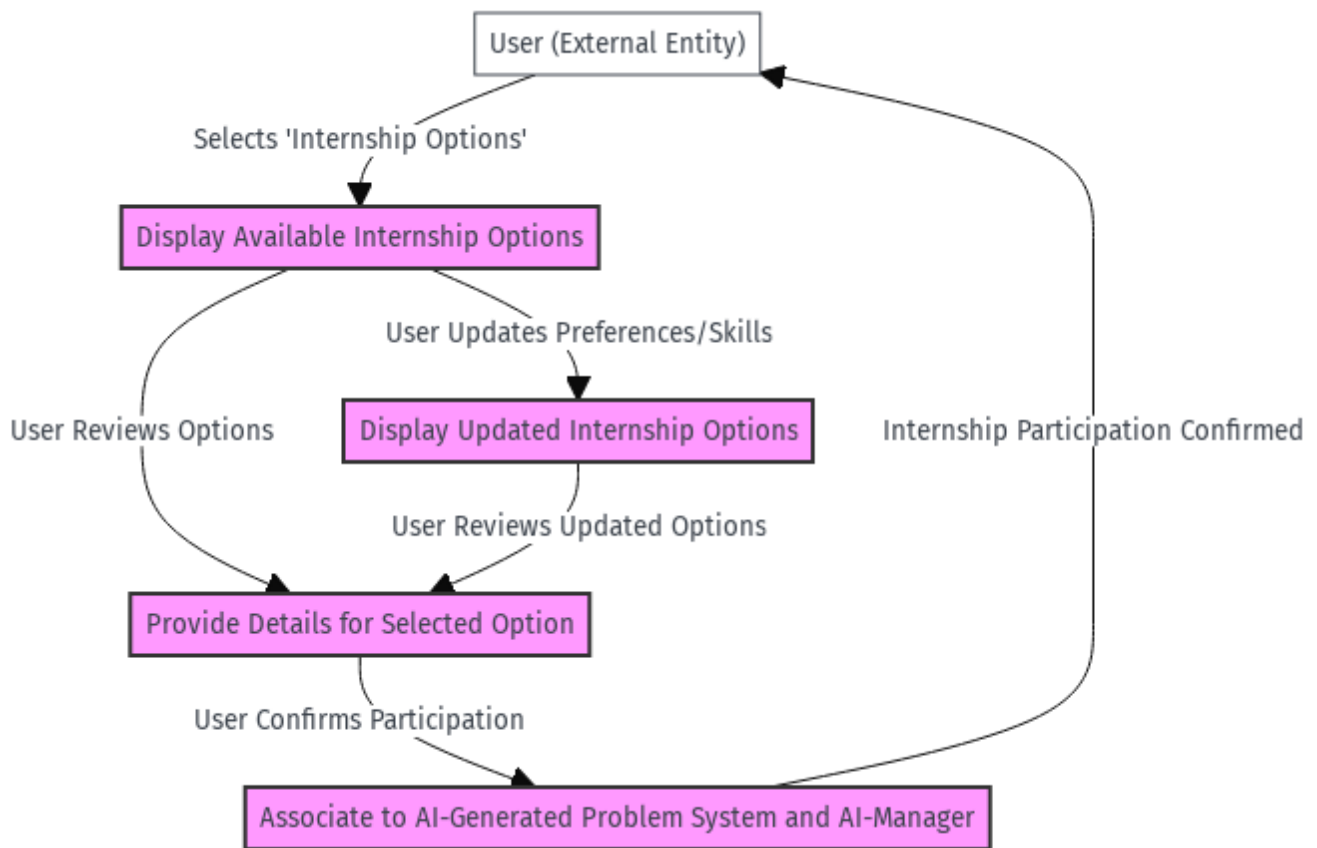 User (External Entity)
Selects 'Internship Options'
Display Available Internship Options
User Updates Preferences/Skills
User Reviews Options
Display Updated Internship Options
Internship Participation Confirmed
User Reviews Updated Options
Provide Details for Selected Option
User Confirms Participation
Associate to AI-Generated Problem System and AI-Manager